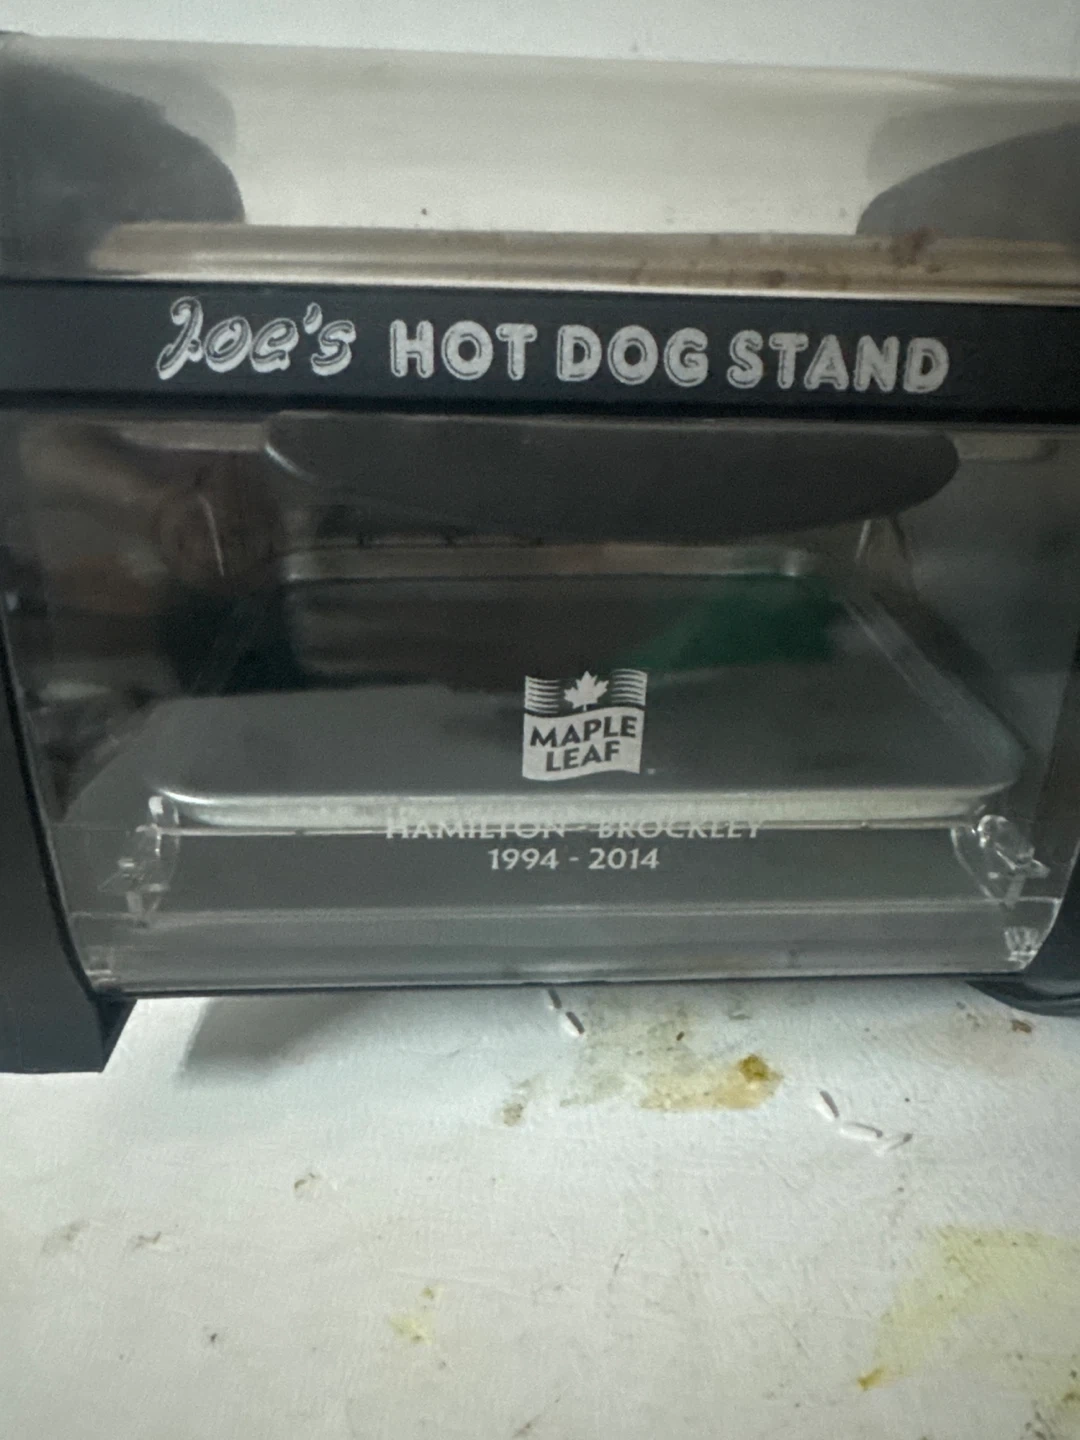 Joe's HOT DOG STAND
MAPLE
LEAF
HAMILTON - BROCKLEY
1994 - 2014